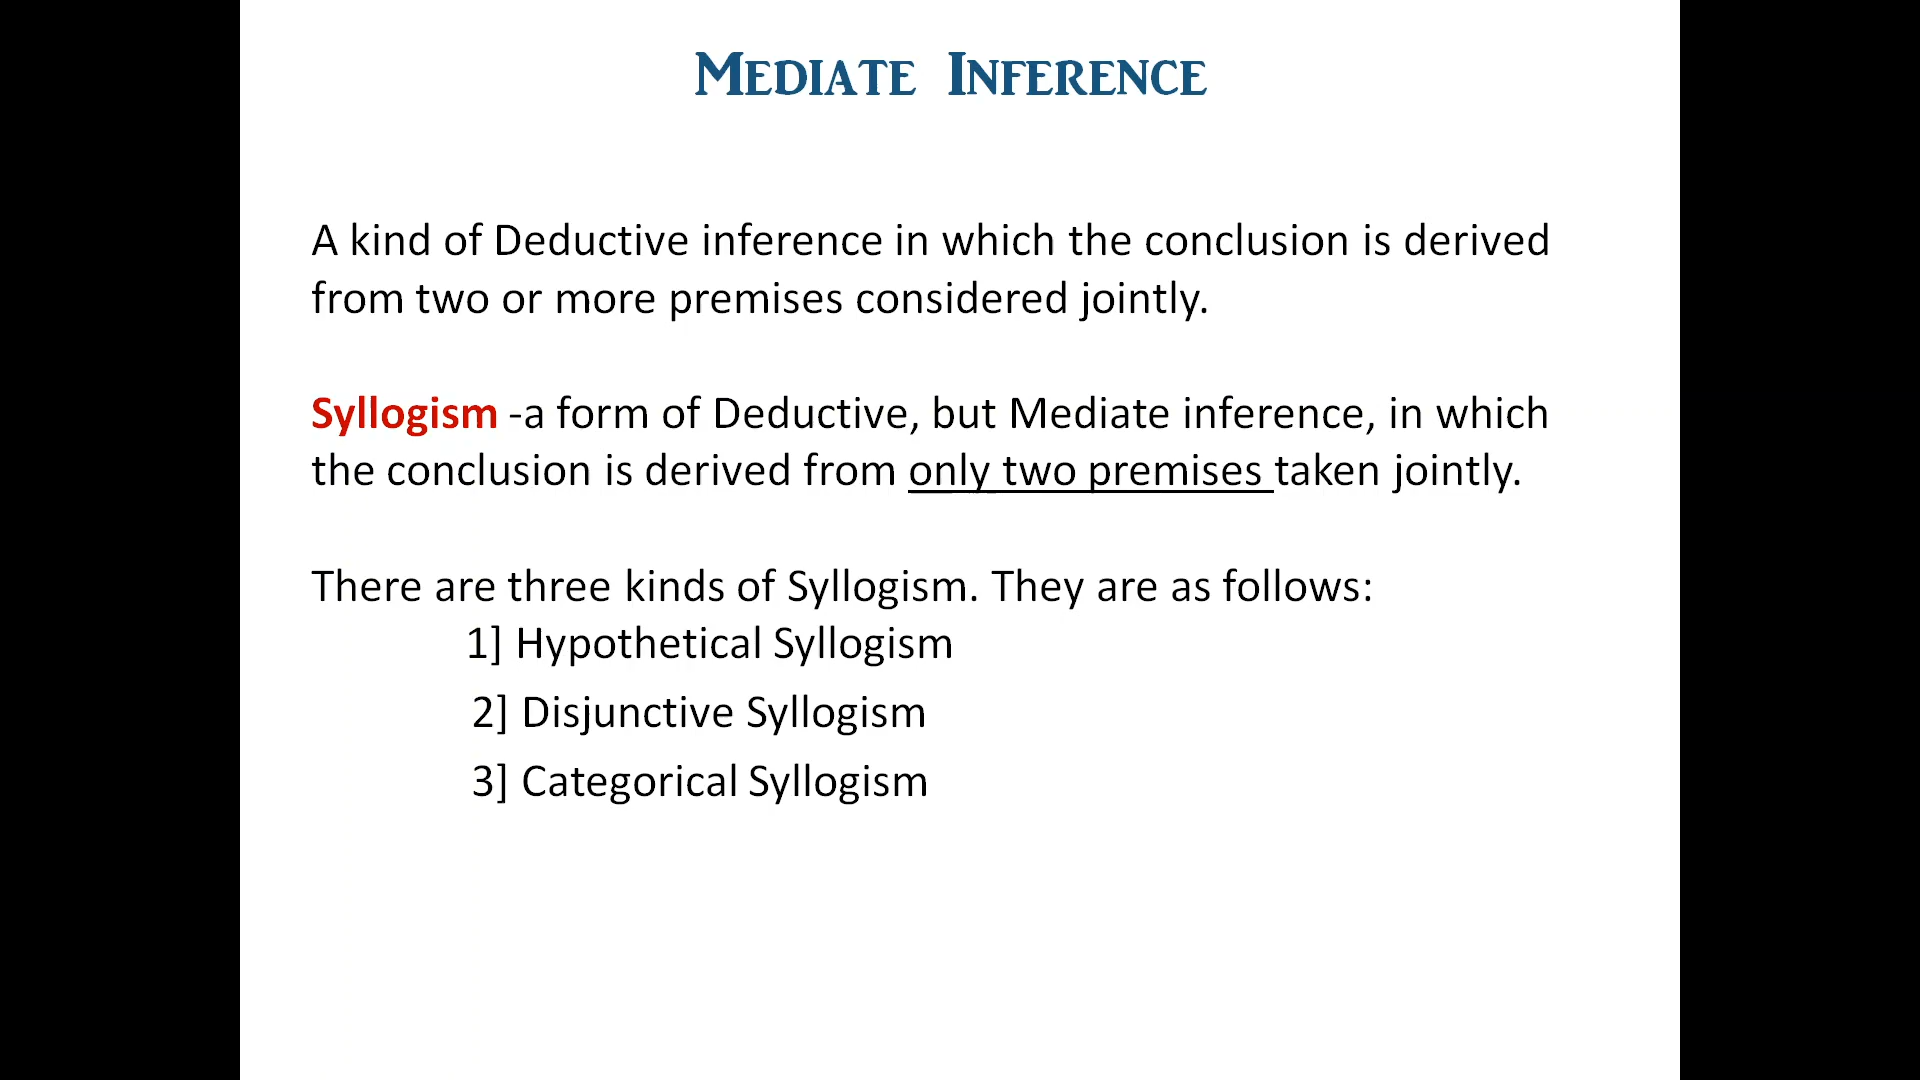 Mediate Inference
A kind of Deductive inference in which the conclusion is derived
from two or more premises considered jointly.
Syllogism -a form of Deductive, but Mediate inference, in which
the conclusion is derived from only two premises taken jointly.
There are three kinds of Syllogism. They are as follows:
1] Hypothetical Syllogism
2] Disjunctive Syllogism
3] Categorical Syllogism